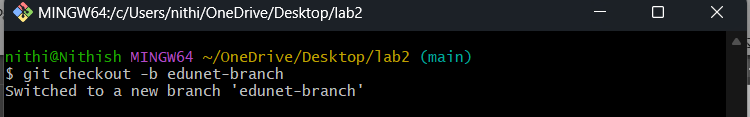 MINGW64:/c/Users/nithi/OneDrive/Desktop/lab2
nithi@Nithish MINGW64 ~/OneDrive/Desktop/lab2 (main)
$ git checkout -b edunet-branch
Switched to a new branch 'edunet-branch'